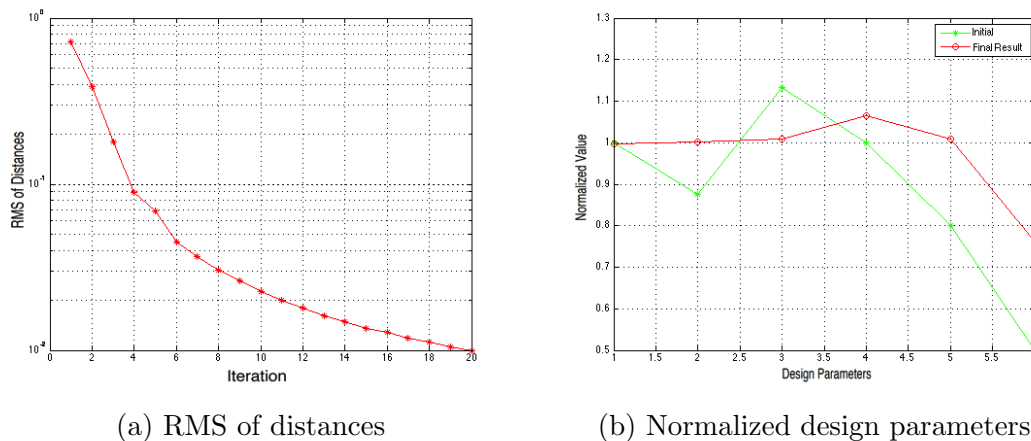 10^0
10^-1
10^-2
RMS of Distances
0 2 4 6 8 10 12 14 16 18 20
Iteration
(a) RMS of distances
1.3
1.2
1.1
1
0.9
0.8
0.7
0.6
0.5
Normalized Value
Initial
Final Result
1 1.5 2 2.5 3 3.5 4 4.5 5 5.5
Design Parameters
(b) Normalized design parameters